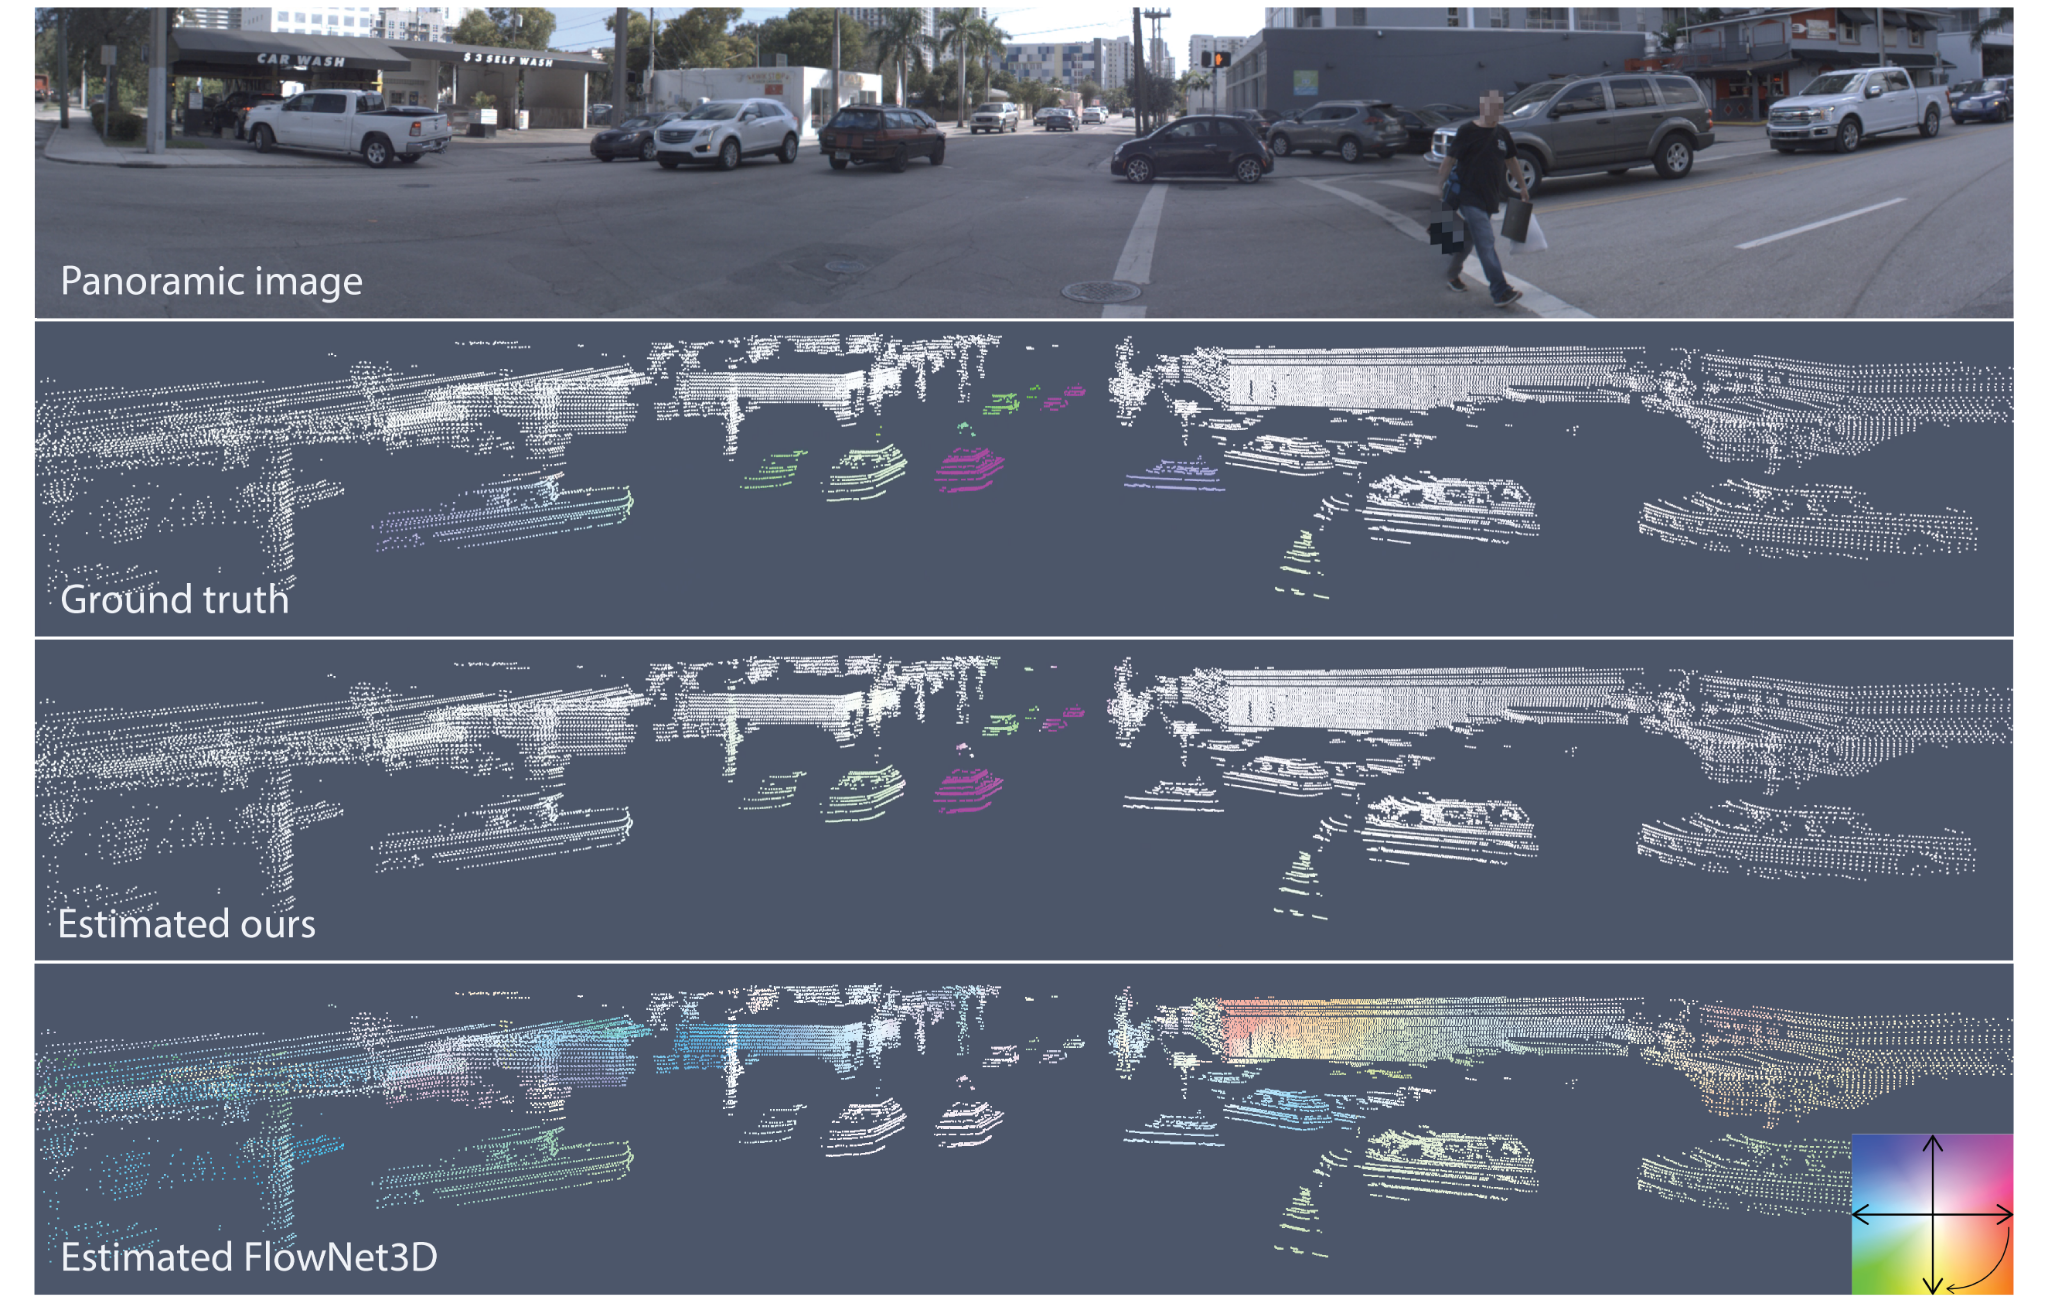 CAR WASH
$3 SELF WASH
Panoramic image
Ground truth
Estimated ours
Estimated FlowNet3D